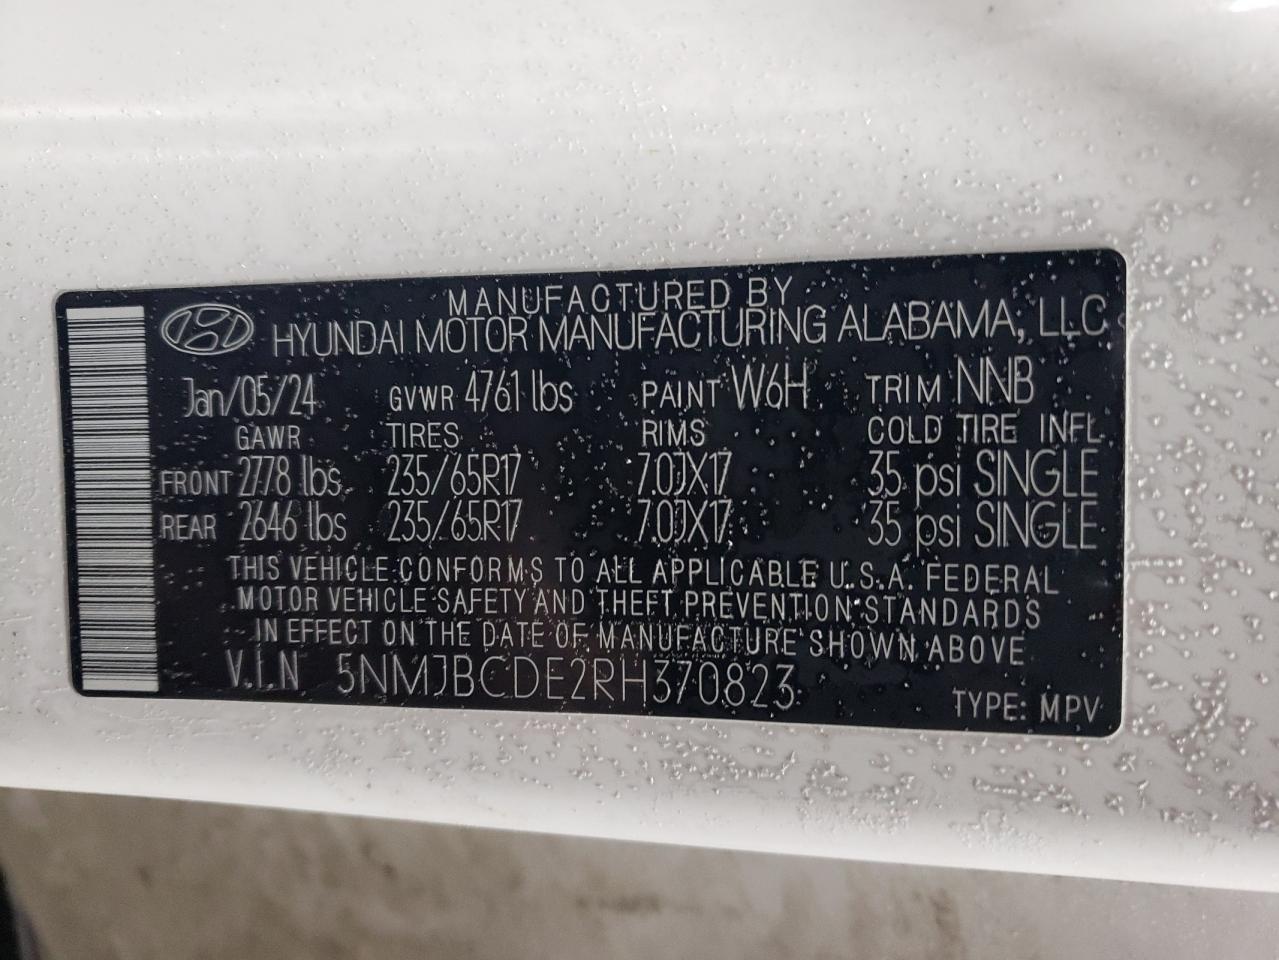 MANUFACTURED BY
HYUNDAI MOTOR MANUFACTURING ALABAMA, LLC
Jan/05/24 GVWR 4761 lbs PAINT W6H TRIM NNB
GAWR TIRES RIMS COLD TIRE INFL
FRONT 2778 lbs 235/65R17 7.0JX17 35 psi SINGLE
REAR 2646 lbs 235/65R17 7.0JX17 35 psi SINGLE
THIS VEHICLE CONFORMS TO ALL APPLICABLE U.S.A. FEDERAL
MOTOR VEHICLE SAFETY AND THEFT PREVENTION STANDARDS
IN EFFECT ON THE DATE OF MANUFACTURE SHOWN ABOVE
V.I.N 5NMJBCDE2RH370823
TYPE: MPV